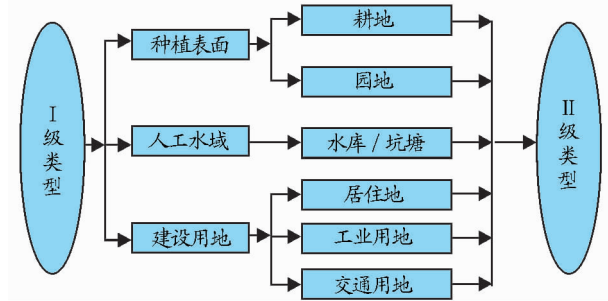 Ⅰ级类型
种植表面
耕地
园地
人工水域
水库/坑塘
建设用地
居住地
工业用地
交通用地
Ⅱ级类型